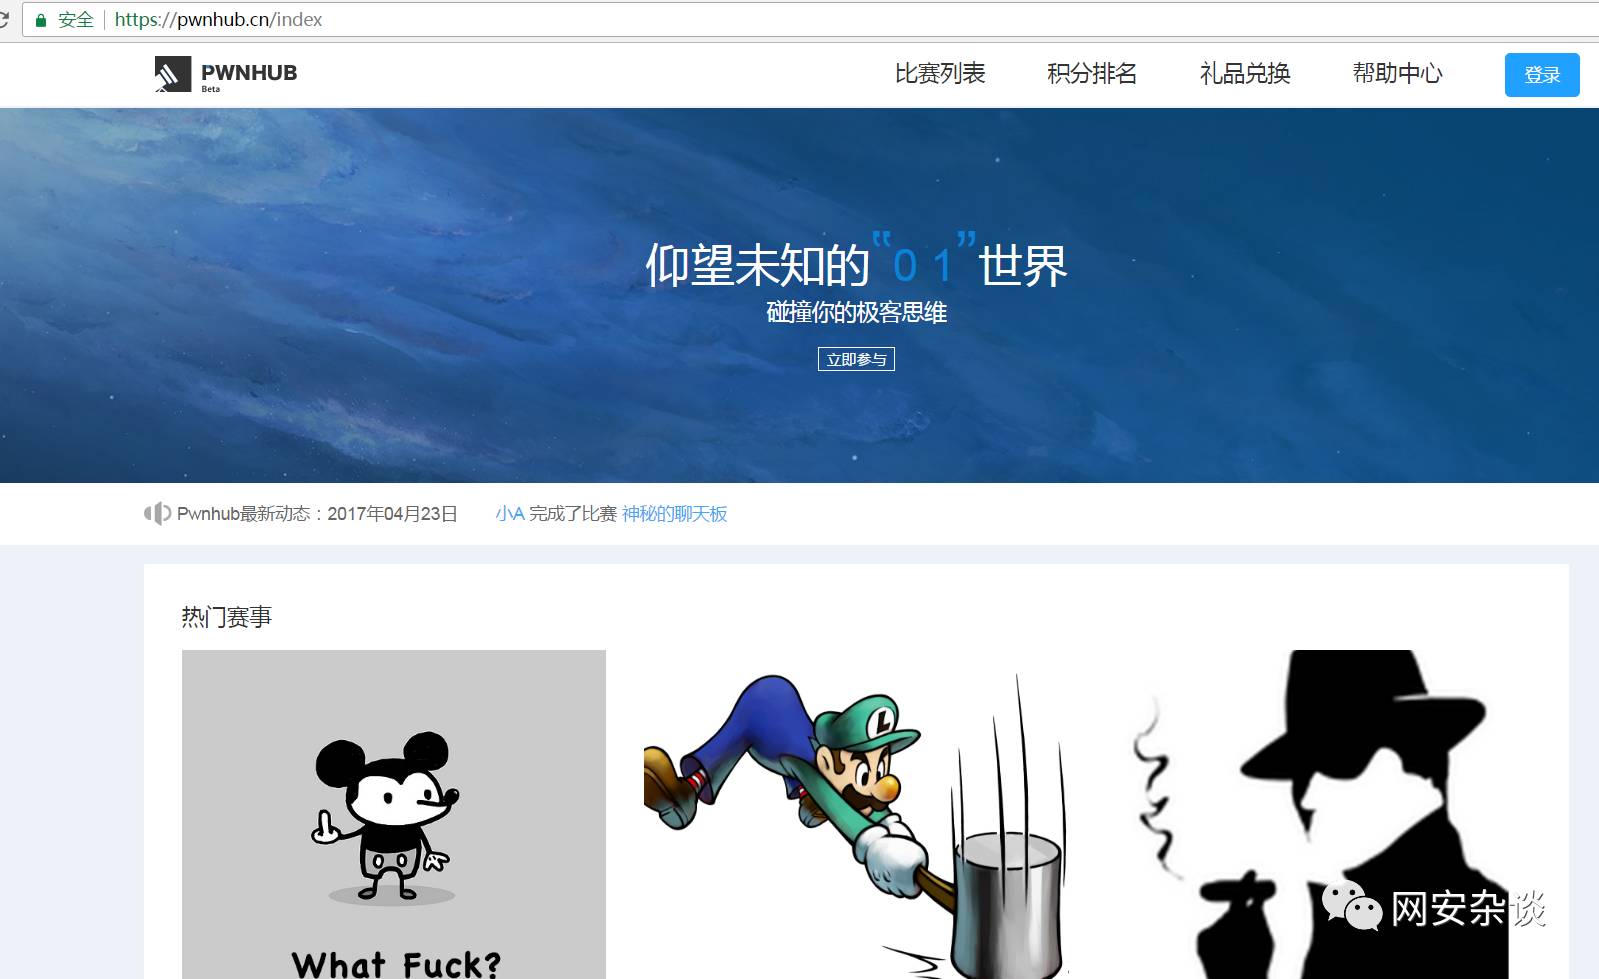 安全 https://pwnhub.cn/index
PWNHUB 比赛列表 积分排名 礼品兑换 帮助中心 登录
Beta
仰望未知的“0 1”世界
碰撞你的极客思维
立即参与
Pwnhub最新动态：2017年04月23日 小A 完成了比赛 神秘的聊天板
热门赛事
L
网安杂谈
What Fuck?